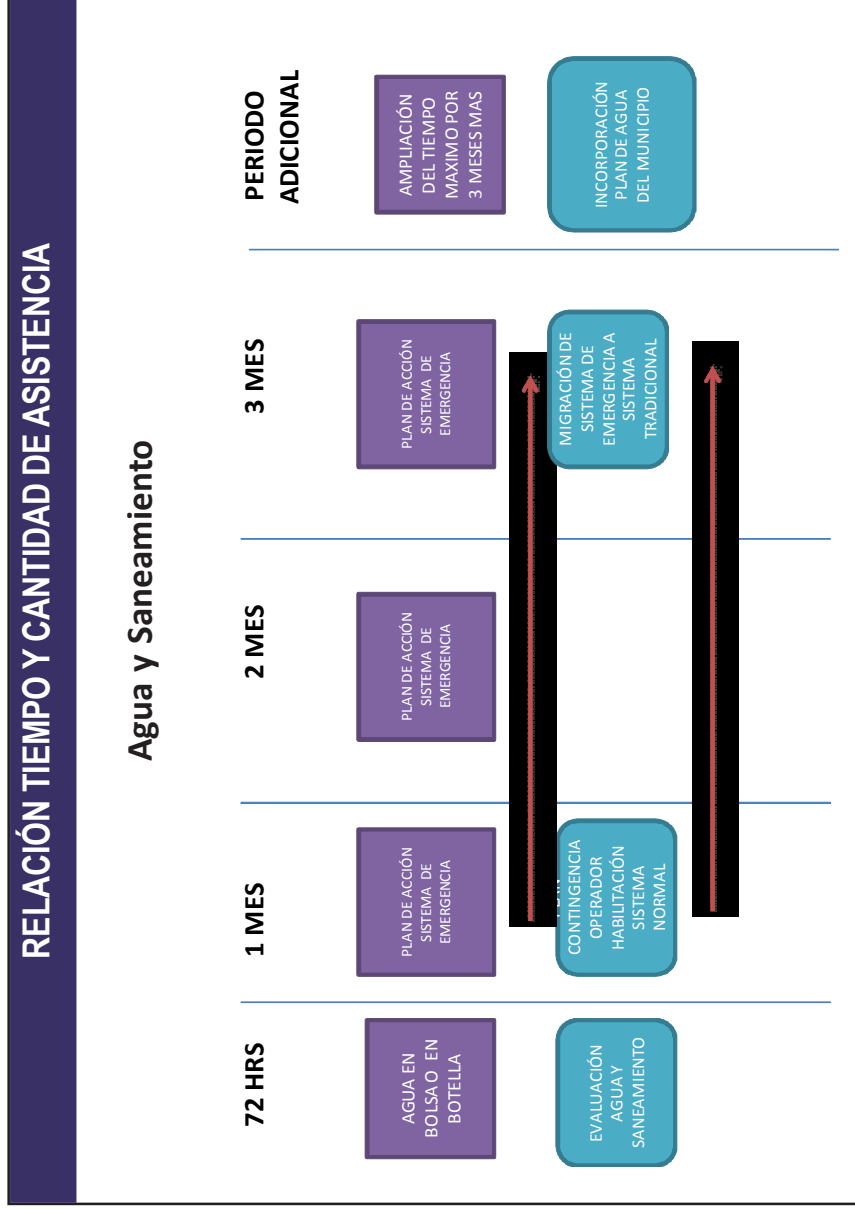 RELACIÓN TIEMPO Y CANTIDAD DE ASISTENCIA
Agua y Saneamiento
72 HRS
1 MES
2 MES
3 MES
PERIODO
ADICIONAL
AGUA EN
BOLSA O EN
BOTELLA
PLAN DE ACCIÓN
SISTEMA DE
EMERGENCIA
PLAN DE ACCIÓN
SISTEMA DE
EMERGENCIA
PLAN DE ACCIÓN
SISTEMA DE
EMERGENCIA
AMPLIACIÓN
DEL TIEMPO
MAXIMO POR
3 MESES MAS
EVALUACIÓN
AGUA Y
SANEAMIENTO
CONTINGENCIA
OPERADOR
HABILITACIÓN
SISTEMA
NORMAL
MIGRACIÓN DE
SISTEMA DE
EMERGENCIA A
SISTEMA
TRADICIONAL
INCORPORACIÓN
PLAN DE AGUA
DEL MUNICIPIO